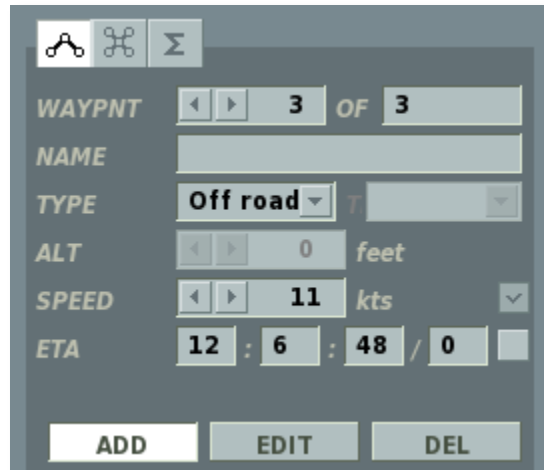 Σ
WAYPNT 3 OF 3
NAME
TYPE Off road T.
ALT 0 feet
SPEED 11 kts
ETA 12 : 6 : 48 / 0
ADD EDIT DEL